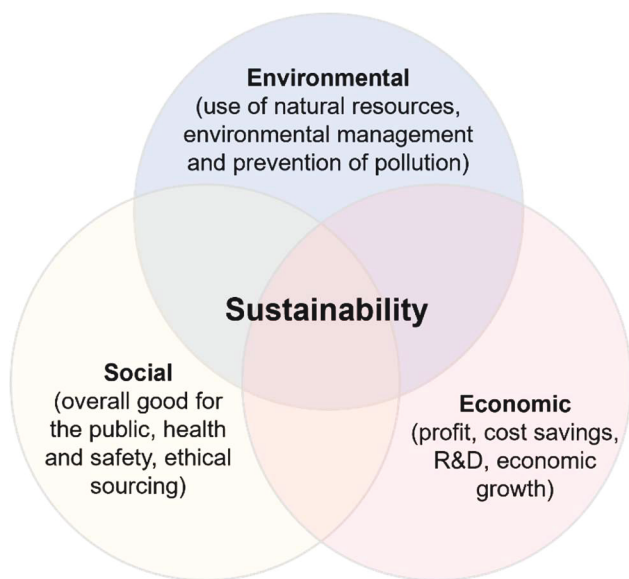 Environmental
(use of natural resources,
environmental management
and prevention of pollution)
Sustainability
Social
(overall good for
the public, health
and safety, ethical
sourcing)
Economic
(profit, cost savings,
R&D, economic
growth)